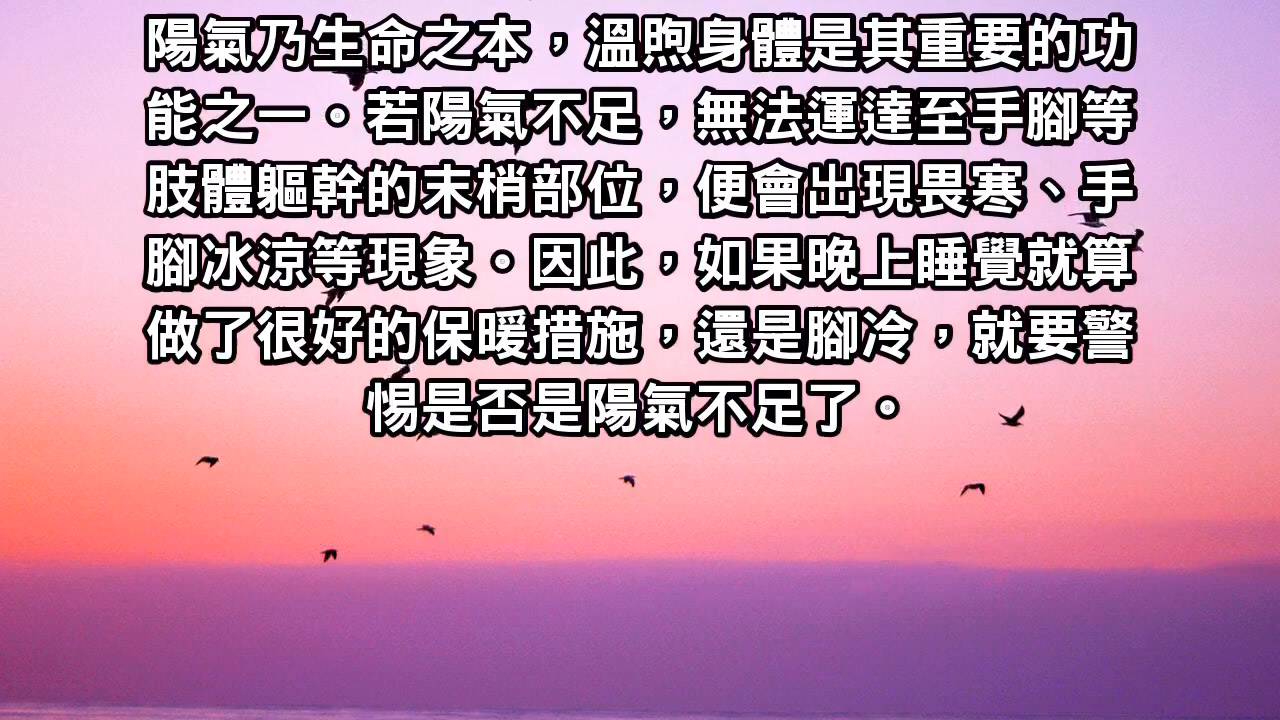 陽氣乃生命之本，溫煦身體是其重要的功
能之一。若陽氣不足，無法運達至手腳等
肢體軀幹的末梢部位，便會出現畏寒、手
腳冰涼等現象。因此，如果晚上睡覺就算
做了很好的保暖措施，還是腳冷，就要警
惕是否是陽氣不足了。